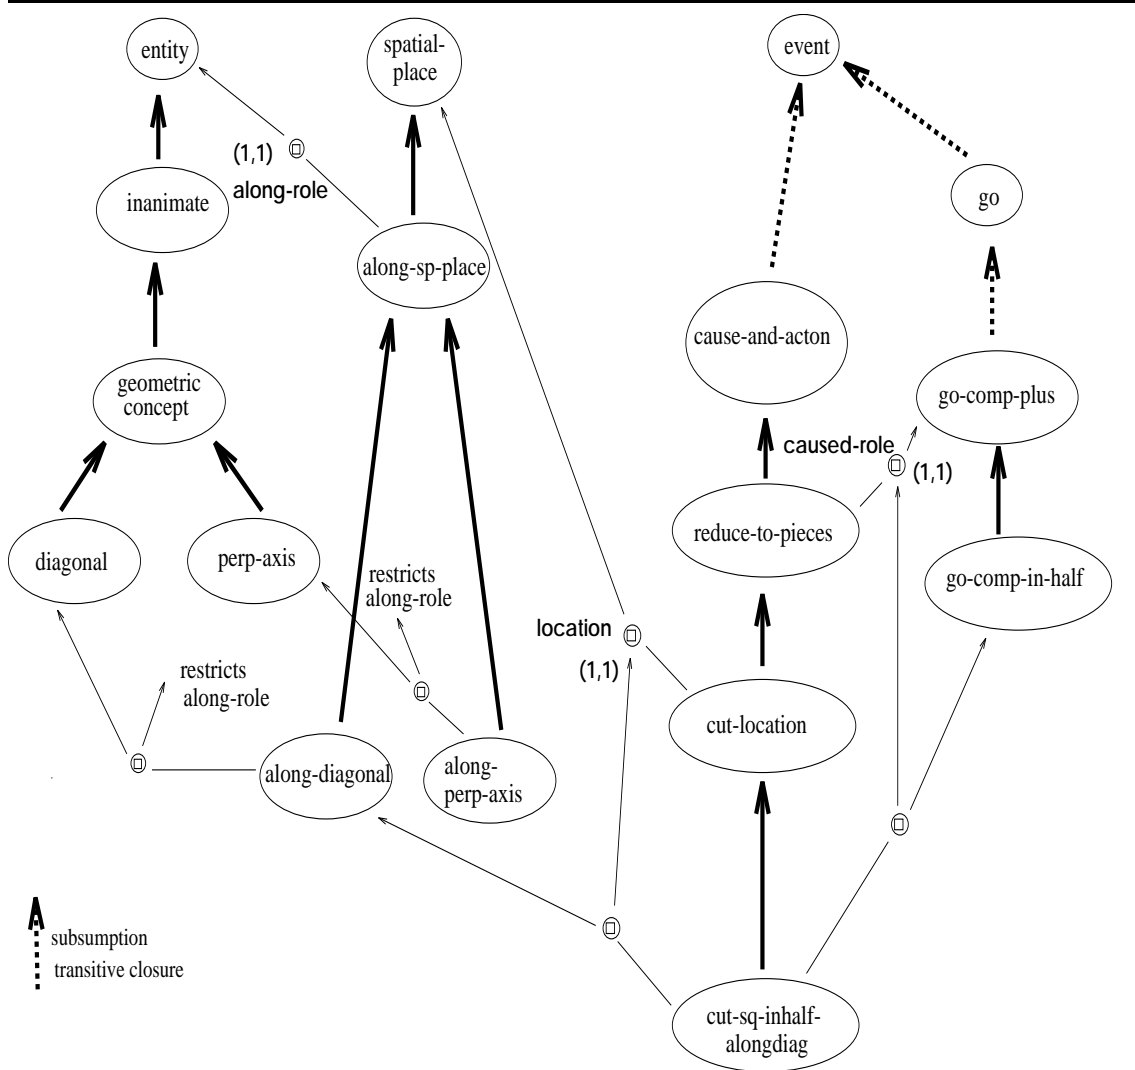 entity
spatial-
place
event
(1,1)
along-role
inanimate
go
along-sp-place
cause-and-acton
geometric
concept
go-comp-plus
caused-role
(1,1)
diagonal
perp-axis
reduce-to-pieces
restricts
along-role
go-comp-in-half
location
(1,1)
restricts
along-role
cut-location
along-diagonal
along-
perp-axis
subsumption
transitive closure
cut-sq-inhalf-
alongdiag